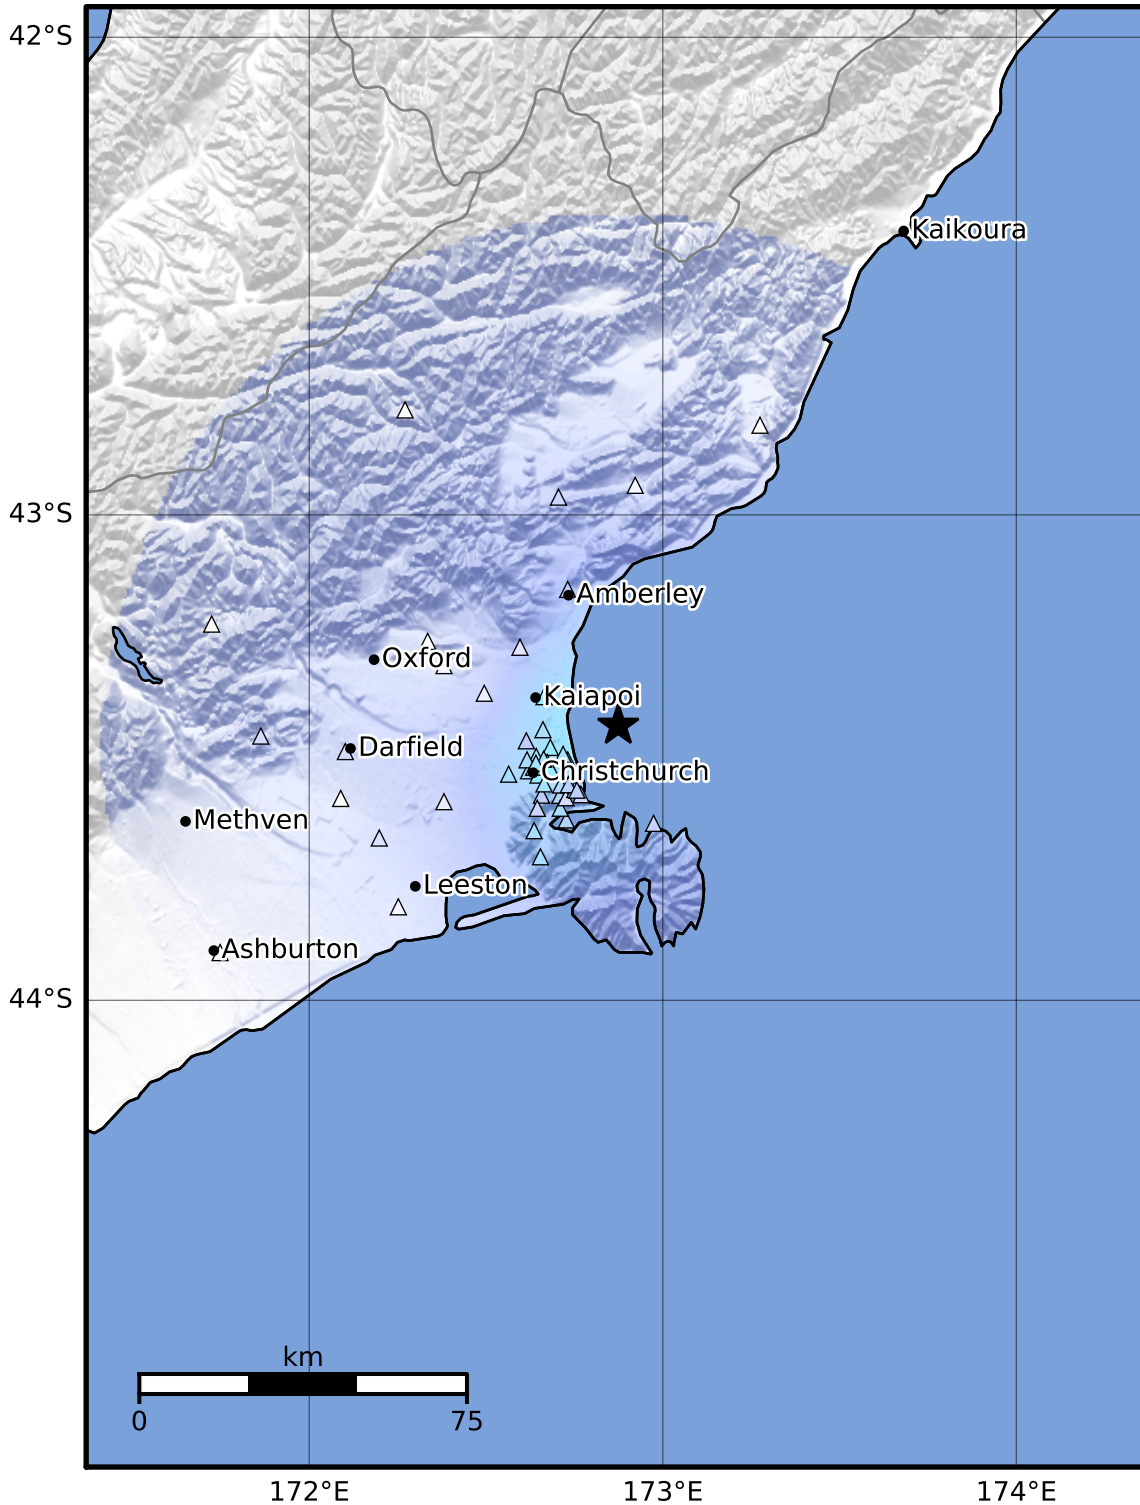 42°S
Kaikoura
43°S
Amberley
Oxford
Kaiapoi
Darfield
Christchurch
Methven
Leeston
Ashburton
44°S
km
0 75
172°E 173°E 174°E